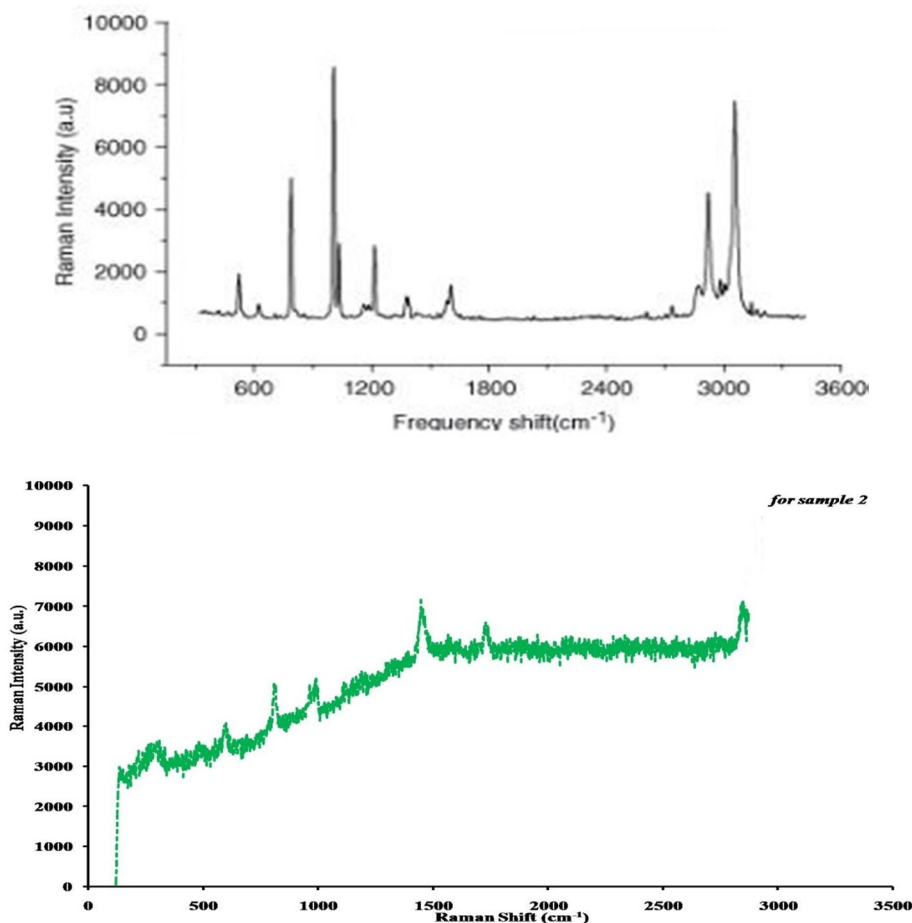 10000
8000
6000
4000
2000
0
Raman Intensity (a.u)
600 1200 1800 2400 3000 3600
Frequency shift(cm⁻¹)
for sample 2
10000
9000
8000
7000
6000
5000
4000
3000
2000
1000
0
Raman Intensity (a.u.)
0 500 1000 1500 2000 2500 3000 3500
Raman Shift (cm⁻¹)